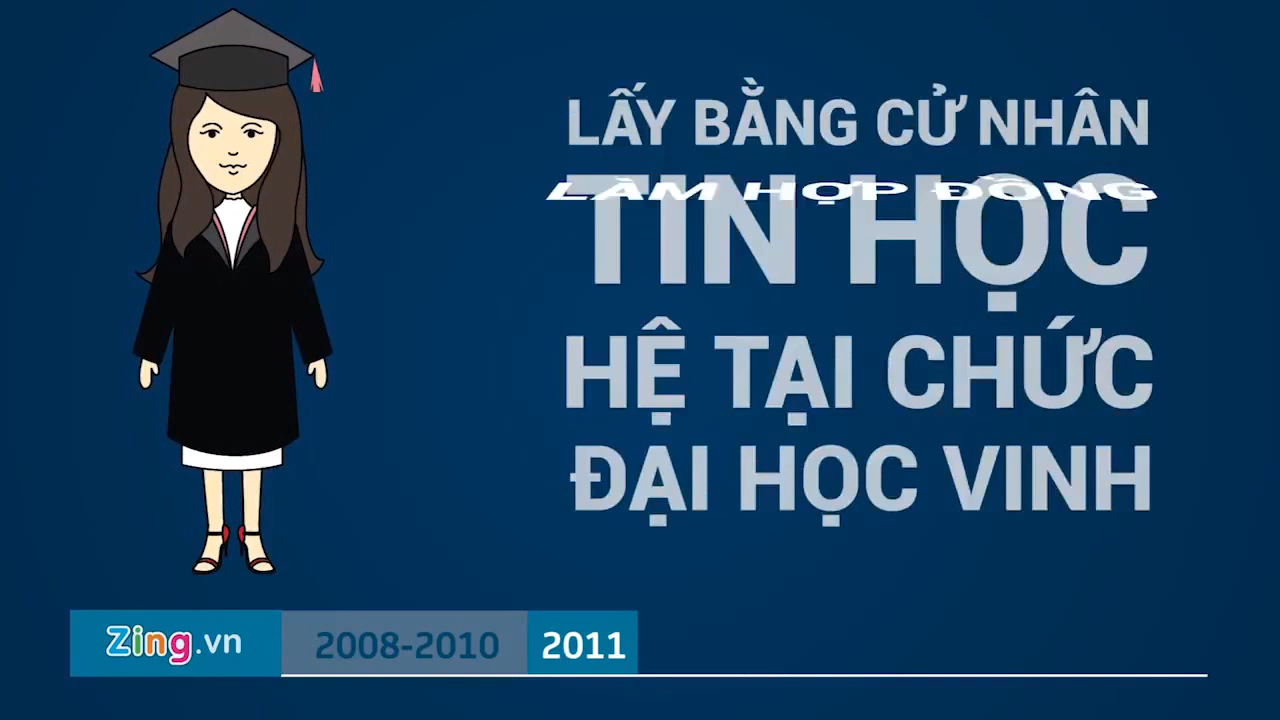 LẤY BẰNG CỬ NHÂN
LÀM HỢP ĐỒNG
TIN HỌC
HỆ TẠI CHỨC
ĐẠI HỌC VINH
Zing.vn
2008-2010
2011